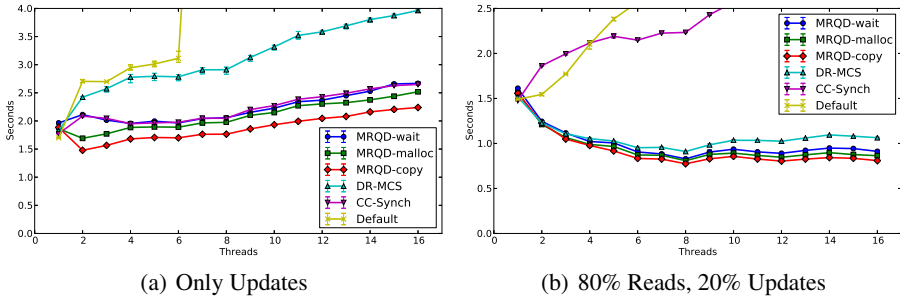 4.0
3.5
3.0
2.5
2.0
1.5
1.0
0.5
0.0
Seconds
0 2 4 6 8 10 12 14 16
Threads
MRQD-wait
MRQD-malloc
MRQD-copy
DR-MCS
CC-Synch
Default
(a) Only Updates
2.5
2.0
1.5
1.0
0.5
0.0
Seconds
0 2 4 6 8 10 12 14 16
Threads
MRQD-wait
MRQD-malloc
MRQD-copy
DR-MCS
CC-Synch
Default
(b) 80% Reads, 20% Updates